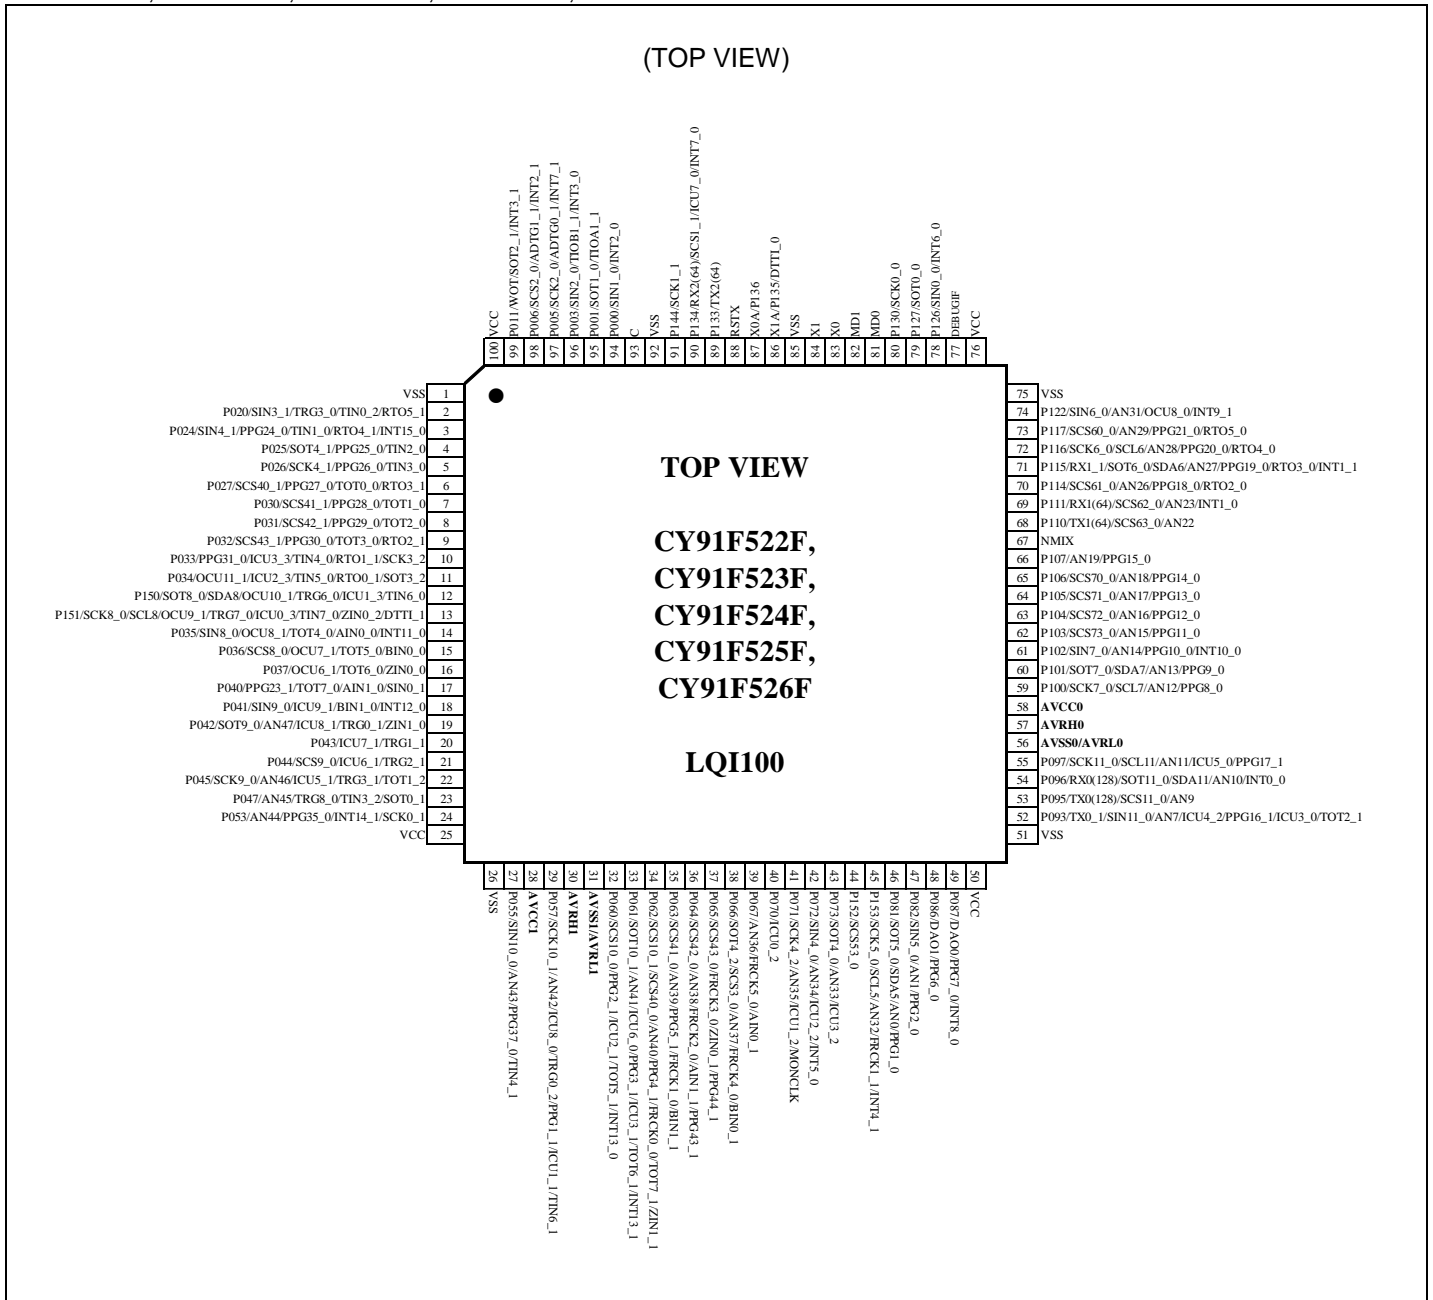 (TOP VIEW)
100 VCC
99 P011/WOT/SOT2_1/INT3_1
98 P006/SCS2_0/ADTG1_1/INT2_1
97 P005/SCK2_0/ADTG0_1/INT7_1
96 P003/SIN2_0/TIOB1_1/INT3_0
95 P001/SOT1_0/TIOA1_1
94 P000/SIN1_0/INT2_0
93 C
92 VSS
91 P144/SCK1_1
90 P134/RX2(64)/SCS1_1/ICU7_0/INT7_0
89 P133/TX2(64)
88 RSTX
87 X0A/P136
86 X1A/P135/DTTI_0
85 VSS
84 X1
83 X0
82 MD1
81 MD0
80 P130/SCK0_0
79 P127/SOT0_0
78 P126/SIN0_0/INT6_0
77 DEBUGIF
76 VCC
VSS 1
P020/SIN3_1/TRG3_0/TIN0_2/RTO5_1 2
P024/SIN4_1/PPG24_0/TIN1_0/RTO4_1/INT15_0 3
P025/SOT4_1/PPG25_0/TIN2_0 4
P026/SCK4_1/PPG26_0/TIN3_0 5
P027/SCS40_1/PPG27_0/TOT0_0/RTO3_1 6
P030/SCS41_1/PPG28_0/TOT1_0 7
P031/SCS42_1/PPG29_0/TOT2_0 8
P032/SCS43_1/PPG30_0/TOT3_0/RTO2_1 9
P033/PPG31_0/ICU3_3/TIN4_0/RTO1_1/SCK3_2 10
P034/OCU11_1/ICU2_3/TIN5_0/RTO0_1/SOT3_2 11
P150/SOT8_0/SDA8/OCU10_1/TRG6_0/ICU1_3/TIN6_0 12
P151/SCK8_0/SCL8/OCU9_1/TRG7_0/ICU0_3/TIN7_0/ZIN0_2/DTTI_1 13
P035/SIN8_0/OCU8_1/TOT4_0/AIN0_0/INT11_0 14
P036/SCS8_0/OCU7_1/TOT5_0/BIN0_0 15
P037/OCU6_1/TOT6_0/ZIN0_0 16
P040/PPG23_1/TOT7_0/AIN1_0/SIN0_1 17
P041/SIN9_0/ICU9_1/BIN1_0/INT12_0 18
P042/SOT9_0/AN47/ICU8_1/TRG0_1/ZIN1_0 19
P043/ICU7_1/TRG1_1 20
P044/SCS9_0/ICU6_1/TRG2_1 21
P045/SCK9_0/AN46/ICU5_1/TRG3_1/TOT1_2 22
P047/AN45/TRG8_0/TIN3_2/SOT0_1 23
P053/AN44/PPG35_0/INT14_1/SCK0_1 24
VCC 25
TOP VIEW
CY91F522F,
CY91F523F,
CY91F524F,
CY91F525F,
CY91F526F
LQI100
75 VSS
74 P122/SIN6_0/AN31/OCU8_0/INT9_1
73 P117/SCS60_0/AN29/PPG21_0/RTO5_0
72 P116/SCK6_0/SCL6/AN28/PPG20_0/RTO4_0
71 P115/RX1_1/SOT6_0/SDA6/AN27/PPG19_0/RTO3_0/INT1_1
70 P114/SCS61_0/AN26/PPG18_0/RTO2_0
69 P111/RX1(64)/SCS62_0/AN23/INT1_0
68 P110/TX1(64)/SCS63_0/AN22
67 NMIX
66 P107/AN19/PPG15_0
65 P106/SCS70_0/AN18/PPG14_0
64 P105/SCS71_0/AN17/PPG13_0
63 P104/SCS72_0/AN16/PPG12_0
62 P103/SCS73_0/AN15/PPG11_0
61 P102/SIN7_0/AN14/PPG10_0/INT10_0
60 P101/SOT7_0/SDA7/AN13/PPG9_0
59 P100/SCK7_0/SCL7/AN12/PPG8_0
58 AVCC0
57 AVRH0
56 AVSS0/AVRL0
55 P097/SCK11_0/SCL11/AN11/ICU5_0/PPG17_1
54 P096/RX0(128)/SOT11_0/SDA11/AN10/INT0_0
53 P095/TX0(128)/SCS11_0/AN9
52 P093/TX0_1/SIN11_0/AN7/ICU4_2/PPG16_1/ICU3_0/TOT2_1
51 VSS
26 VSS
27 P055/SIN10_0/AN43/PPG37_0/TIN4_1
28 AVCC1
29 P057/SCK10_1/AN42/ICU8_0/TRG0_2/PPG1_1/ICU1_1/TIN6_1
30 AVRH1
31 AVSS1/AVRL1
32 P060/SCS10_0/PPG2_1/ICU2_1/TOT5_1/INT13_0
33 P061/SOT10_1/AN41/ICU6_0/PPG3_1/ICU3_1/TOT6_1/INT13_1
34 P062/SCS10_1/SCS40_0/AN40/PPG4_1/FRCK0_0/TOT7_1/ZIN1_1
35 P063/SCS41_0/AN39/PPG5_1/FRCK1_0/BIN1_1
36 P064/SCS42_0/AN38/FRCK2_0/AIN1_1/PPG43_1
37 P065/SCS43_0/FRCK3_0/ZIN0_1/PPG44_1
38 P066/SOT4_2/SCS3_0/AN37/FRCK4_0/BIN0_1
39 P067/AN36/FRCK5_0/AIN0_1
40 P070/ICU0_2
41 P071/SCK4_2/AN35/ICU1_2/MONCLK
42 P072/SIN4_0/AN34/ICU2_2/INT5_0
43 P073/SOT4_0/AN33/ICU3_2
44 P152/SCS53_0
45 P153/SCK5_0/SCL5/AN32/FRCK1_1/INT4_1
46 P081/SOT5_0/SDA5/AN0/PPG1_0
47 P082/SIN5_0/AN1/PPG2_0
48 P086/DAO1/PPG6_0
49 P087/DAO0/PPG7_0/INT8_0
50 VCC